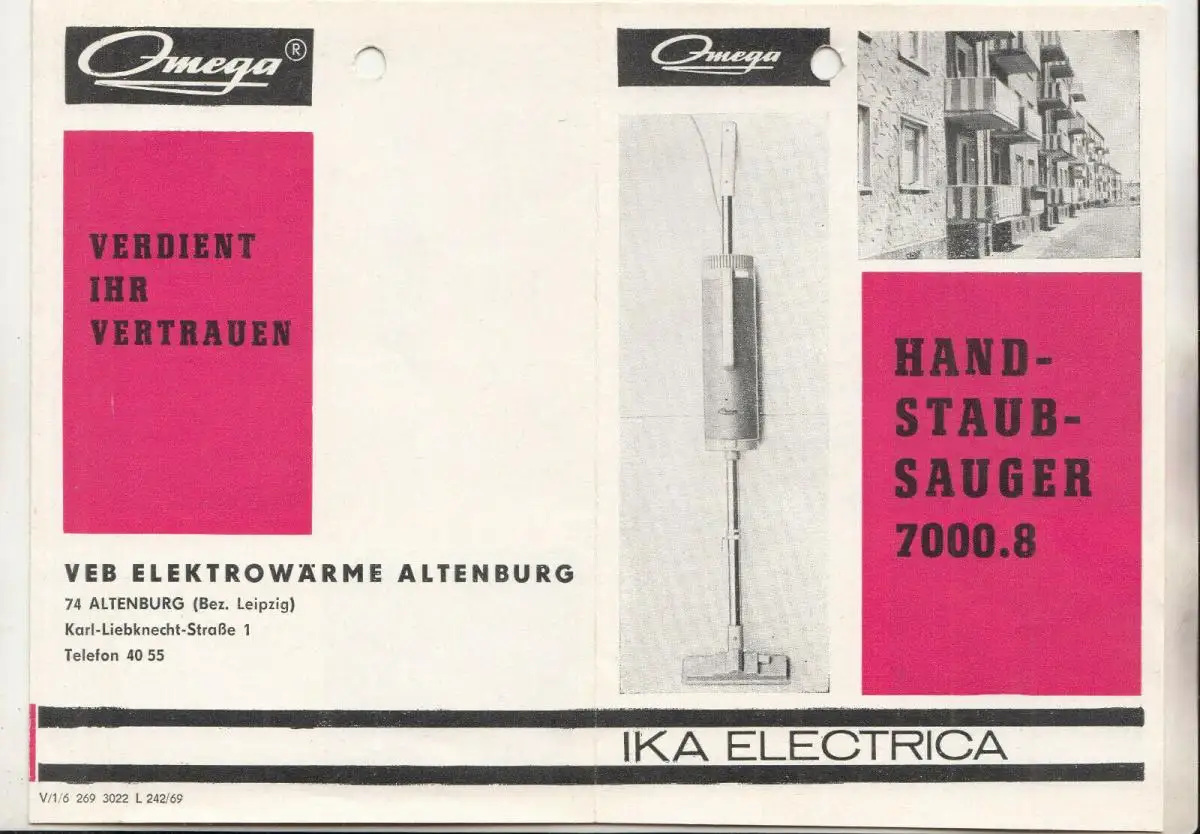 Omega ®
VERDIENT
IHR
VERTRAUEN
VEB ELEKTROWÄRME ALTENBURG
74 ALTENBURG (Bez. Leipzig)
Karl-Liebknecht-Straße 1
Telefon 40 55
V/1/6 269 3022 L 242/69
Omega
HAND-
STAUB-
SAUGER
7000.8
IKA ELECTRICA